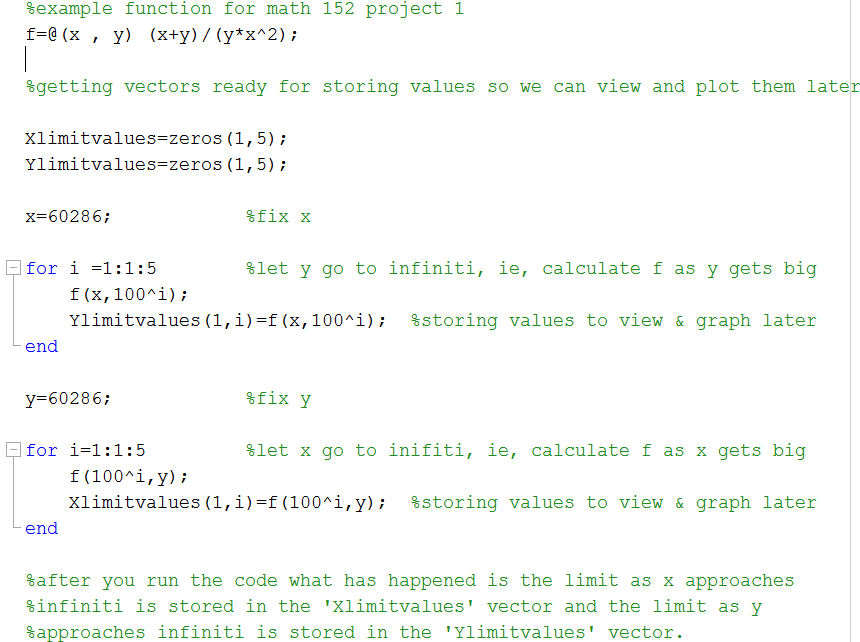 %example function for math 152 project 1
f=@(x , y) (x+y)/(y*x^2);
%getting vectors ready for storing values so we can view and plot them later
Xlimitvalues=zeros(1,5);
Ylimitvalues=zeros(1,5);
x=60286; %fix x
for i =1:1:5 %let y go to infiniti, ie, calculate f as y gets big
f(x,100^i);
Ylimitvalues(1,i)=f(x,100^i); %storing values to view & graph later
end
y=60286; %fix y
for i=1:1:5 %let x go to inifiti, ie, calculate f as x gets big
f(100^i,y);
Xlimitvalues(1,i)=f(100^i,y); %storing values to view & graph later
end
%after you run the code what has happened is the limit as x approaches
%infiniti is stored in the 'Xlimitvalues' vector and the limit as y
%approaches infiniti is stored in the 'Ylimitvalues' vector.